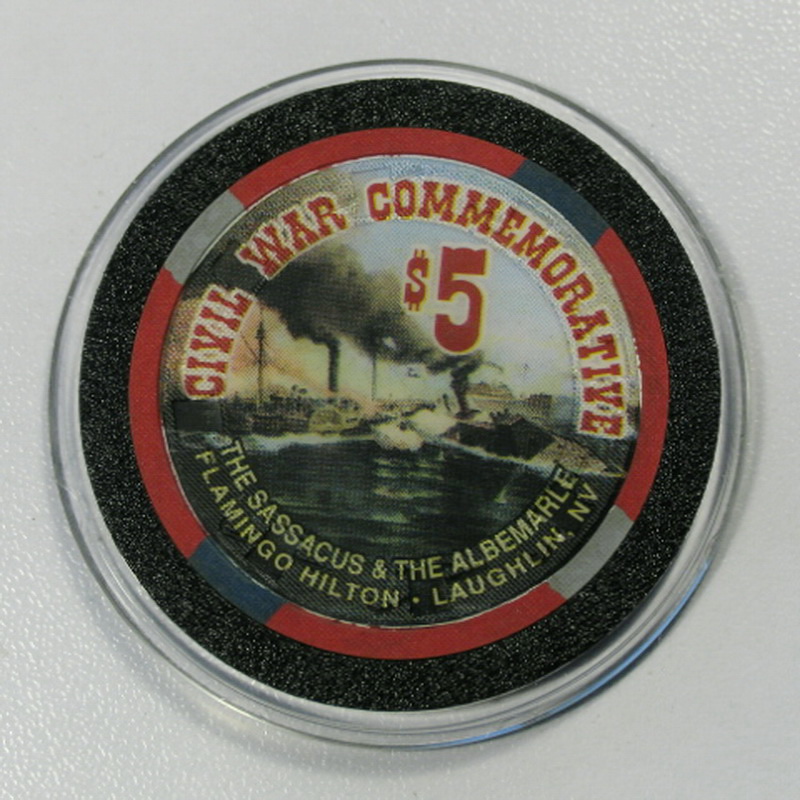 CIVIL WAR COMMEMORATIVE
$5
THE SASSACUS & THE ALBEMARLE
FLAMINGO HILTON · LAUGHLIN, NV